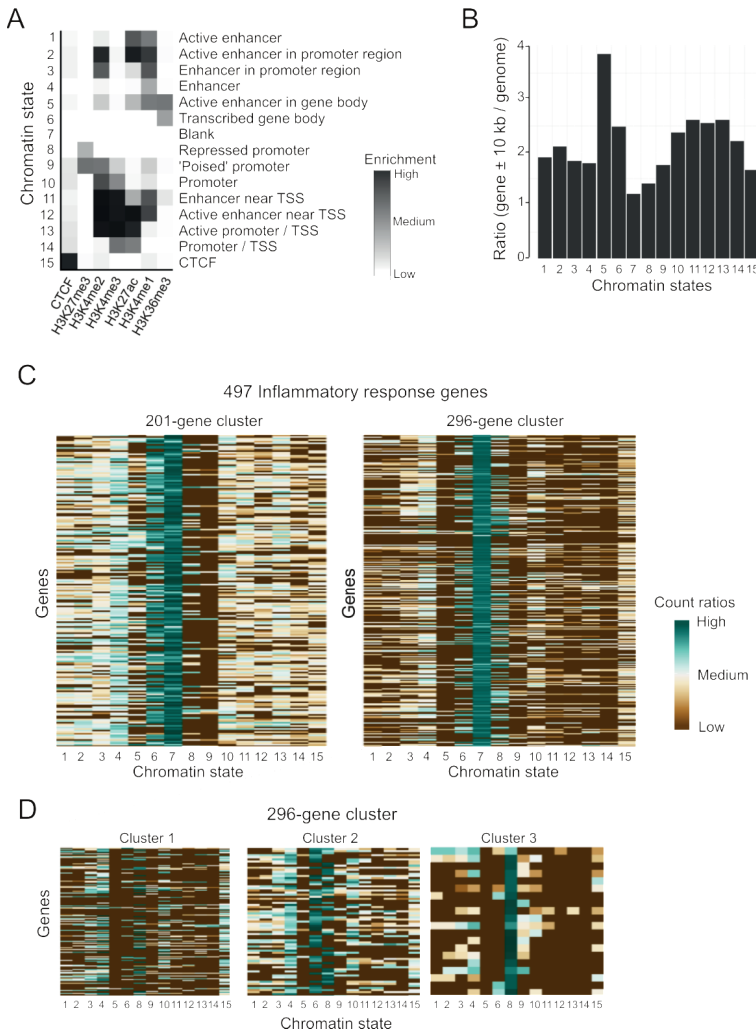 A
Chromatin state
1 Active enhancer
2 Active enhancer in promoter region
3 Enhancer in promoter region
4 Enhancer
5 Active enhancer in gene body
6 Transcribed gene body
7 Blank
8 Repressed promoter
9 'Poised' promoter
10 Promoter
11 Enhancer near TSS
12 Active enhancer near TSS
13 Active promoter / TSS
14 Promoter / TSS
15 CTCF
CTCF
H3K27me3
H3K4me2
H3K4me3
H3K27ac
H3K4me1
H3K36me3
Enrichment
High
Medium
Low
B
Ratio (gene ± 10 kb / genome)
4
3
2
1
0
1 2 3 4 5 6 7 8 9 10 11 12 13 14 15
Chromatin states
C
497 Inflammatory response genes
201-gene cluster
Genes
1 2 3 4 5 6 7 8 9 10 11 12 13 14 15
Chromatin state
296-gene cluster
Genes
1 2 3 4 5 6 7 8 9 10 11 12 13 14 15
Chromatin state
Count ratios
High
Medium
Low
D
296-gene cluster
Genes
Cluster 1
1 2 3 4 5 6 7 8 9 10 11 12 13 14 15
Cluster 2
1 2 3 4 5 6 8 9 10 11 12 13 14 15
Cluster 3
1 2 3 4 5 6 8 9 10 11 12 13 14 15
Chromatin state